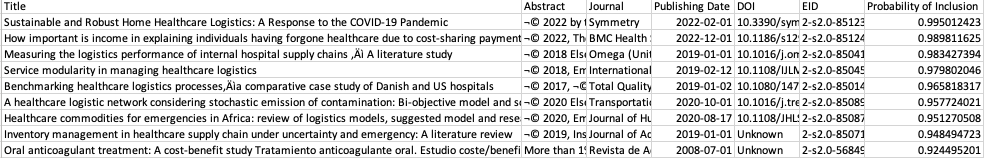 Title Abstract Journal Publishing Date DOI EID Probability of Inclusion
Sustainable and Robust Home Healthcare Logistics: A Response to the COVID-19 Pandemic ¬© 2022 by t Symmetry 2022-02-01 10.3390/sym 2-s2.0-85123 0.995012423
How important is income in explaining individuals having forgone healthcare due to cost-sharing payment ¬© 2022, Th BMC Health 2022-12-01 10.1186/s129 2-s2.0-85124 0.989811625
Measuring the logistics performance of internal hospital supply chains ‚Äì A literature study ¬© 2018 Else Omega (Unit 2019-01-01 10.1016/j.om 2-s2.0-85041 0.983427394
Service modularity in managing healthcare logistics ¬© 2018, Em International 2019-02-12 10.1108/IJLM 2-s2.0-85045 0.979802046
Benchmarking healthcare logistics processes‚Äìa comparative case study of Danish and US hospitals ¬© 2017, ¬© Total Quality 2019-01-02 10.1080/147 2-s2.0-85014 0.965818317
A healthcare logistic network considering stochastic emission of contamination: Bi-objective model and so ¬© 2020 Else Transportatio 2020-10-01 10.1016/j.tre 2-s2.0-85089 0.957724021
Healthcare commodities for emergencies in Africa: review of logistics models, suggested model and resea ¬© 2020, Em Journal of Hu 2020-08-17 10.1108/JHLS 2-s2.0-85089 0.951270508
Inventory management in healthcare supply chain under uncertainty and emergency: A literature review ¬© 2019, Ins Journal of Ad 2019-01-01 Unknown 2-s2.0-85071 0.948494723
Oral anticoagulant treatment: A cost-benefit study Tratamiento anticoagulante oral. Estudio coste/benefi More than 1% Revista de A 2008-07-01 Unknown 2-s2.0-56849 0.924495201